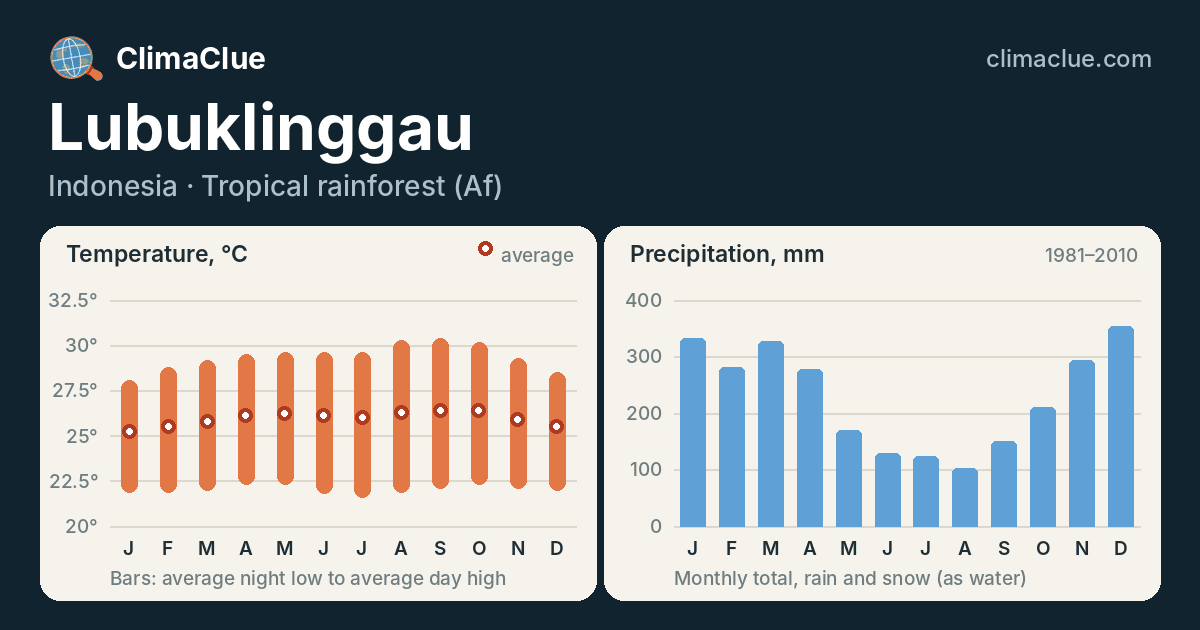 ClimaClue
climaclue.com
Lubuklinggau
Indonesia · Tropical rainforest (Af)
Temperature, °C
average
32.5°
30°
27.5°
25°
22.5°
20°
J F M A M J J A S O N D
Bars: average night low to average day high
Precipitation, mm
1981–2010
400
300
200
100
0
J F M A M J J A S O N D
Monthly total, rain and snow (as water)